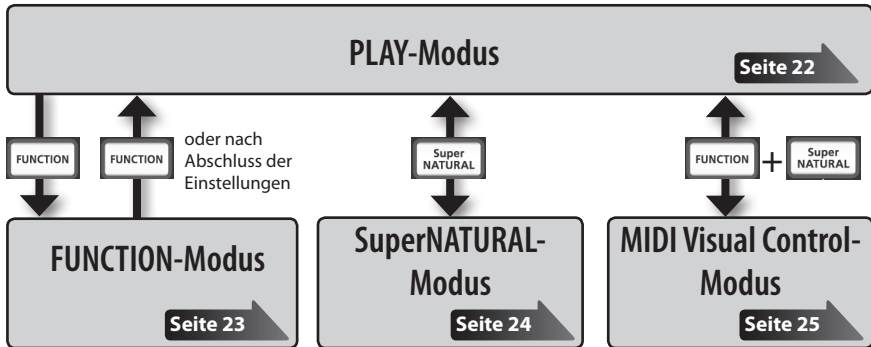 PLAY-Modus
Seite 22
FUNCTION
FUNCTION
oder nach
Abschluss der
Einstellungen
Super
NATURAL
FUNCTION
+
Super
NATURAL
FUNCTION-Modus
Seite 23
SuperNATURAL-
Modus
Seite 24
MIDI Visual Control-
Modus
Seite 25